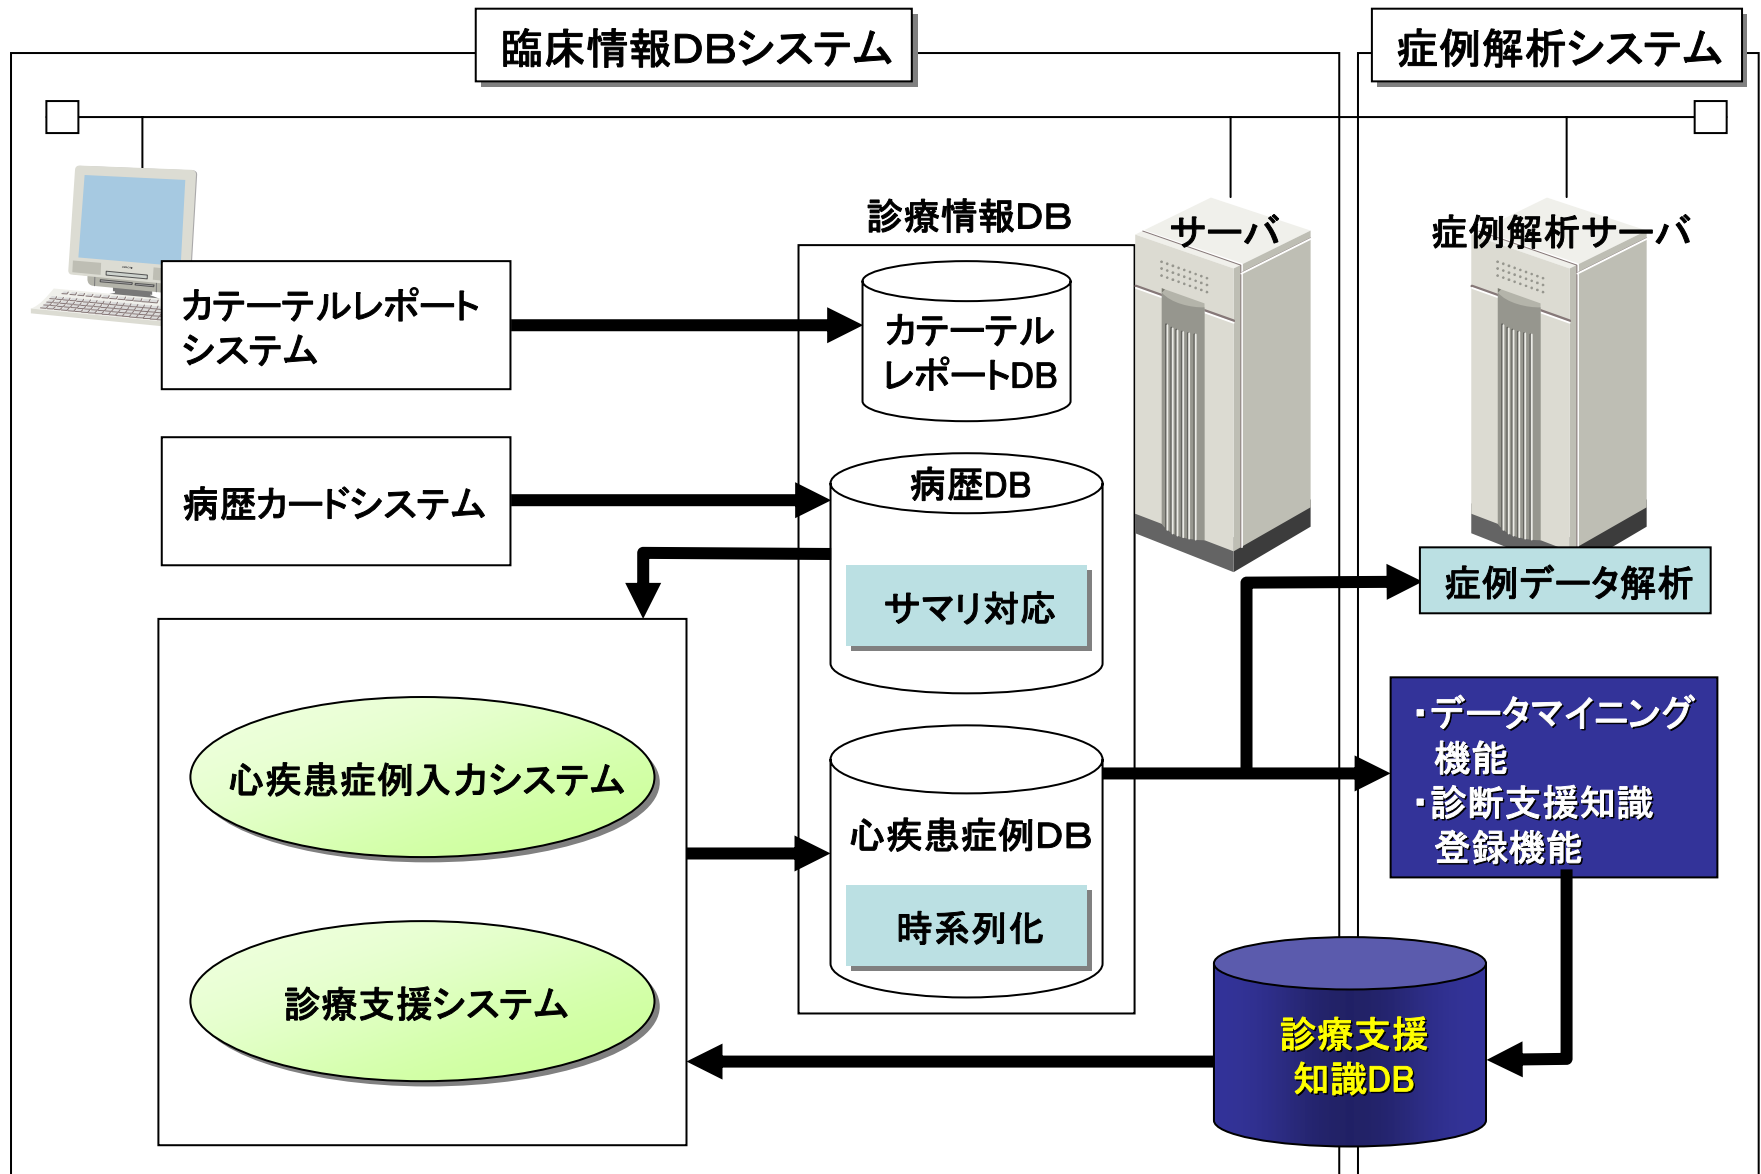 臨床情報DBシステム
症例解析システム
診療情報DB
サーバ
症例解析サーバ
カテーテルレポート
システム
カテーテル
レポートDB
病歴カードシステム
病歴DB
サマリ対応
症例データ解析
心疾患症例入力システム
心疾患症例DB
時系列化
・データマイニング
機能
・診断支援知識
登録機能
診療支援システム
診療支援
知識DB